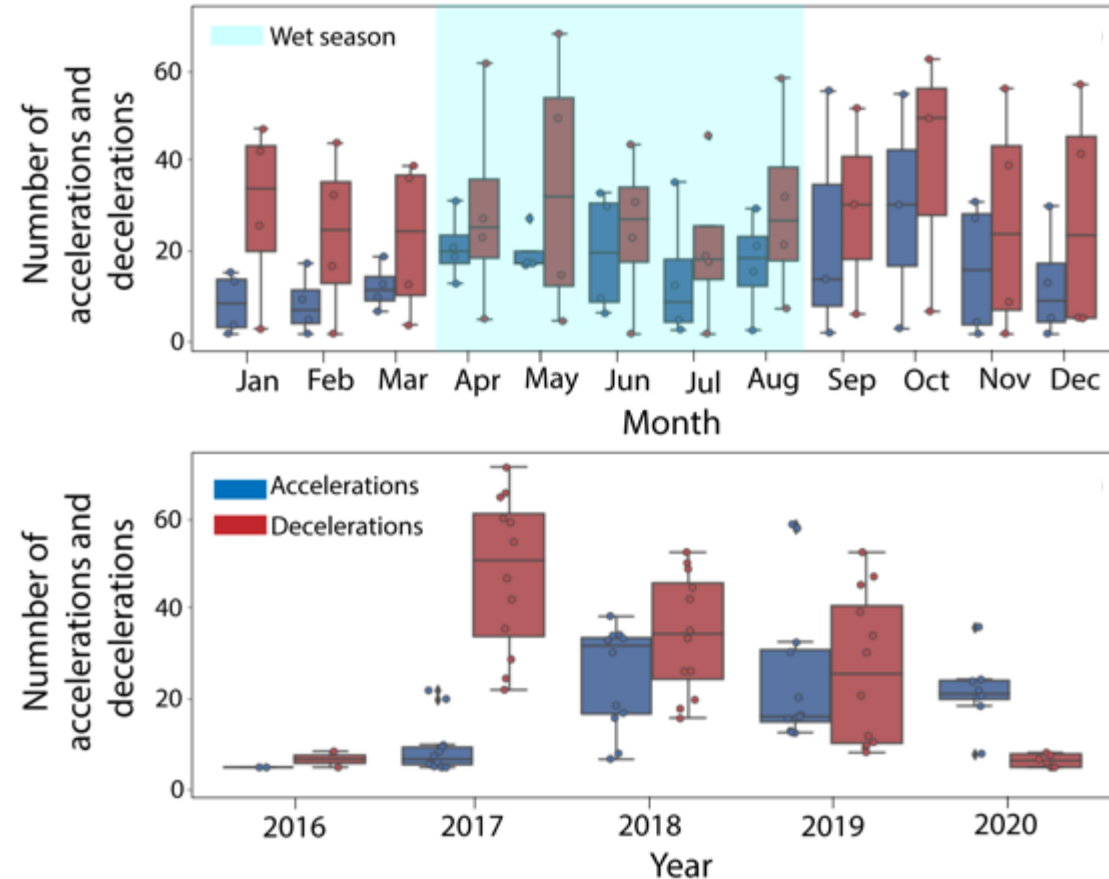 Wet season
Numnber of
accelerations and
decelerations
60
40
20
0
Jan Feb Mar Apr May Jun Jul Aug Sep Oct Nov Dec
Month
Accelerations
Decelerations
Numnber of
accelerations and
decelerations
60
40
20
0
2016 2017 2018 2019 2020
Year